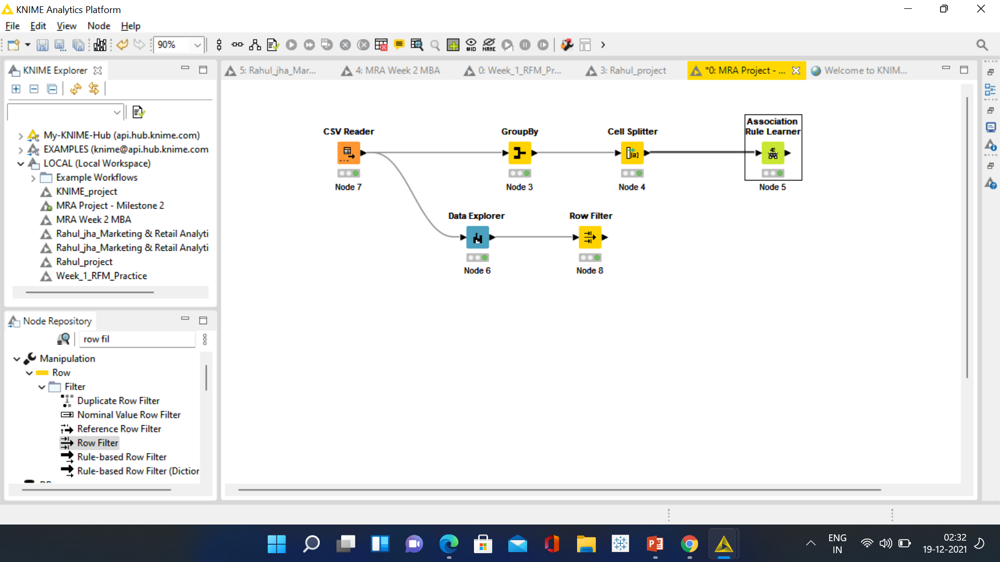 KNIME Analytics Platform
File Edit View Node Help
90%
#ID
NAME
KNIME Explorer
5: Rahul_jha_Mar...
4: MRA Week 2 MBA
0: Week_1_RFM_Pr...
3: Rahul_project
*0: MRA Project - ...
Welcome to KNIM...
My-KNIME-Hub (api.hub.knime.com)
EXAMPLES (knime@api.hub.knime.com
LOCAL (Local Workspace)
Example Workflows
KNIME_project
MRA Project - Milestone 2
MRA Week 2 MBA
Rahul_jha_Marketing & Retail Analyti
Rahul_jha_Marketing & Retail Analyti
Rahul_project
Week_1_RFM_Practice
CSV Reader
Node 7
GroupBy
Node 3
Cell Splitter
[a]
Node 4
Association
Rule Learner
Node 5
Data Explorer
Node 6
Row Filter
Node 8
Node Repository
row fil
Manipulation
Row
Filter
Duplicate Row Filter
Nominal Value Row Filter
Reference Row Filter
Row Filter
Rule-based Row Filter
Rule-based Row Filter (Diction
ENG
IN
02:32
19-12-2021